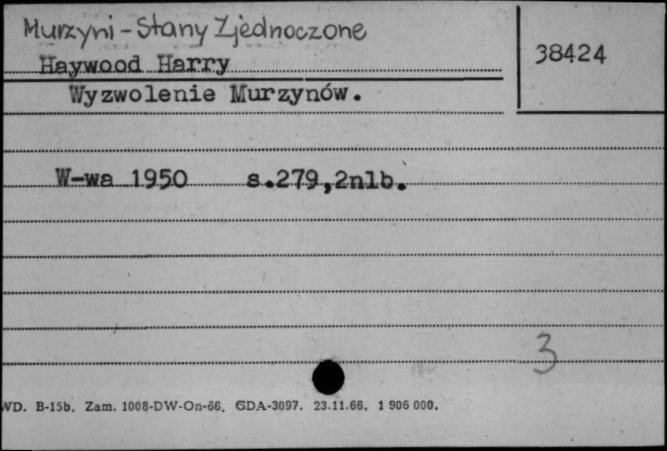 Murzyni - Stany Zjednoczone
38424
Haywood Harry
Wyzwolenie Murzynów.
W-wa 1950 s.279,2nlb.
3
WD. B-15b. Zam. 1008-DW-On-66. GDA-3097. 23.11.66. 1 906 000.